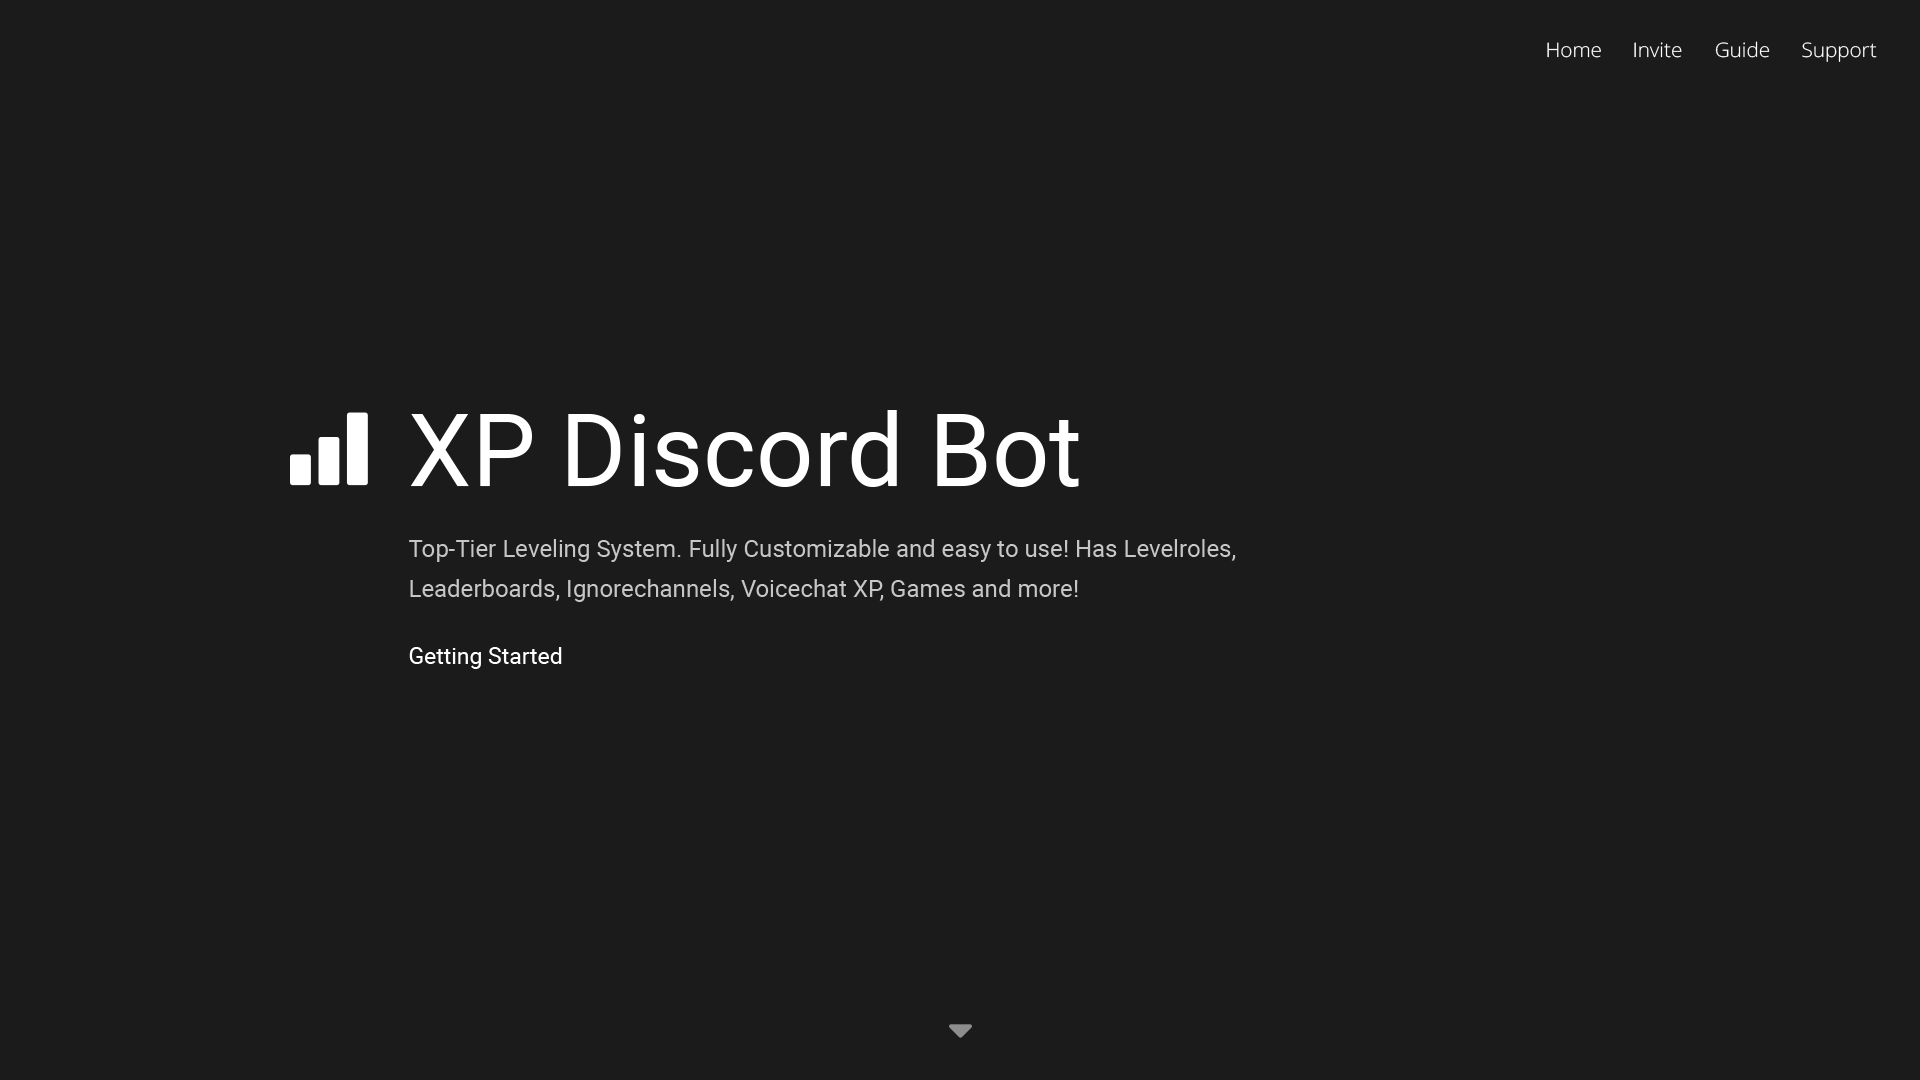 Home Invite Guide Support
XP Discord Bot
Top-Tier Leveling System. Fully Customizable and easy to use! Has Levelroles,
Leaderboards, Ignorechannels, Voicechat XP, Games and more!
Getting Started